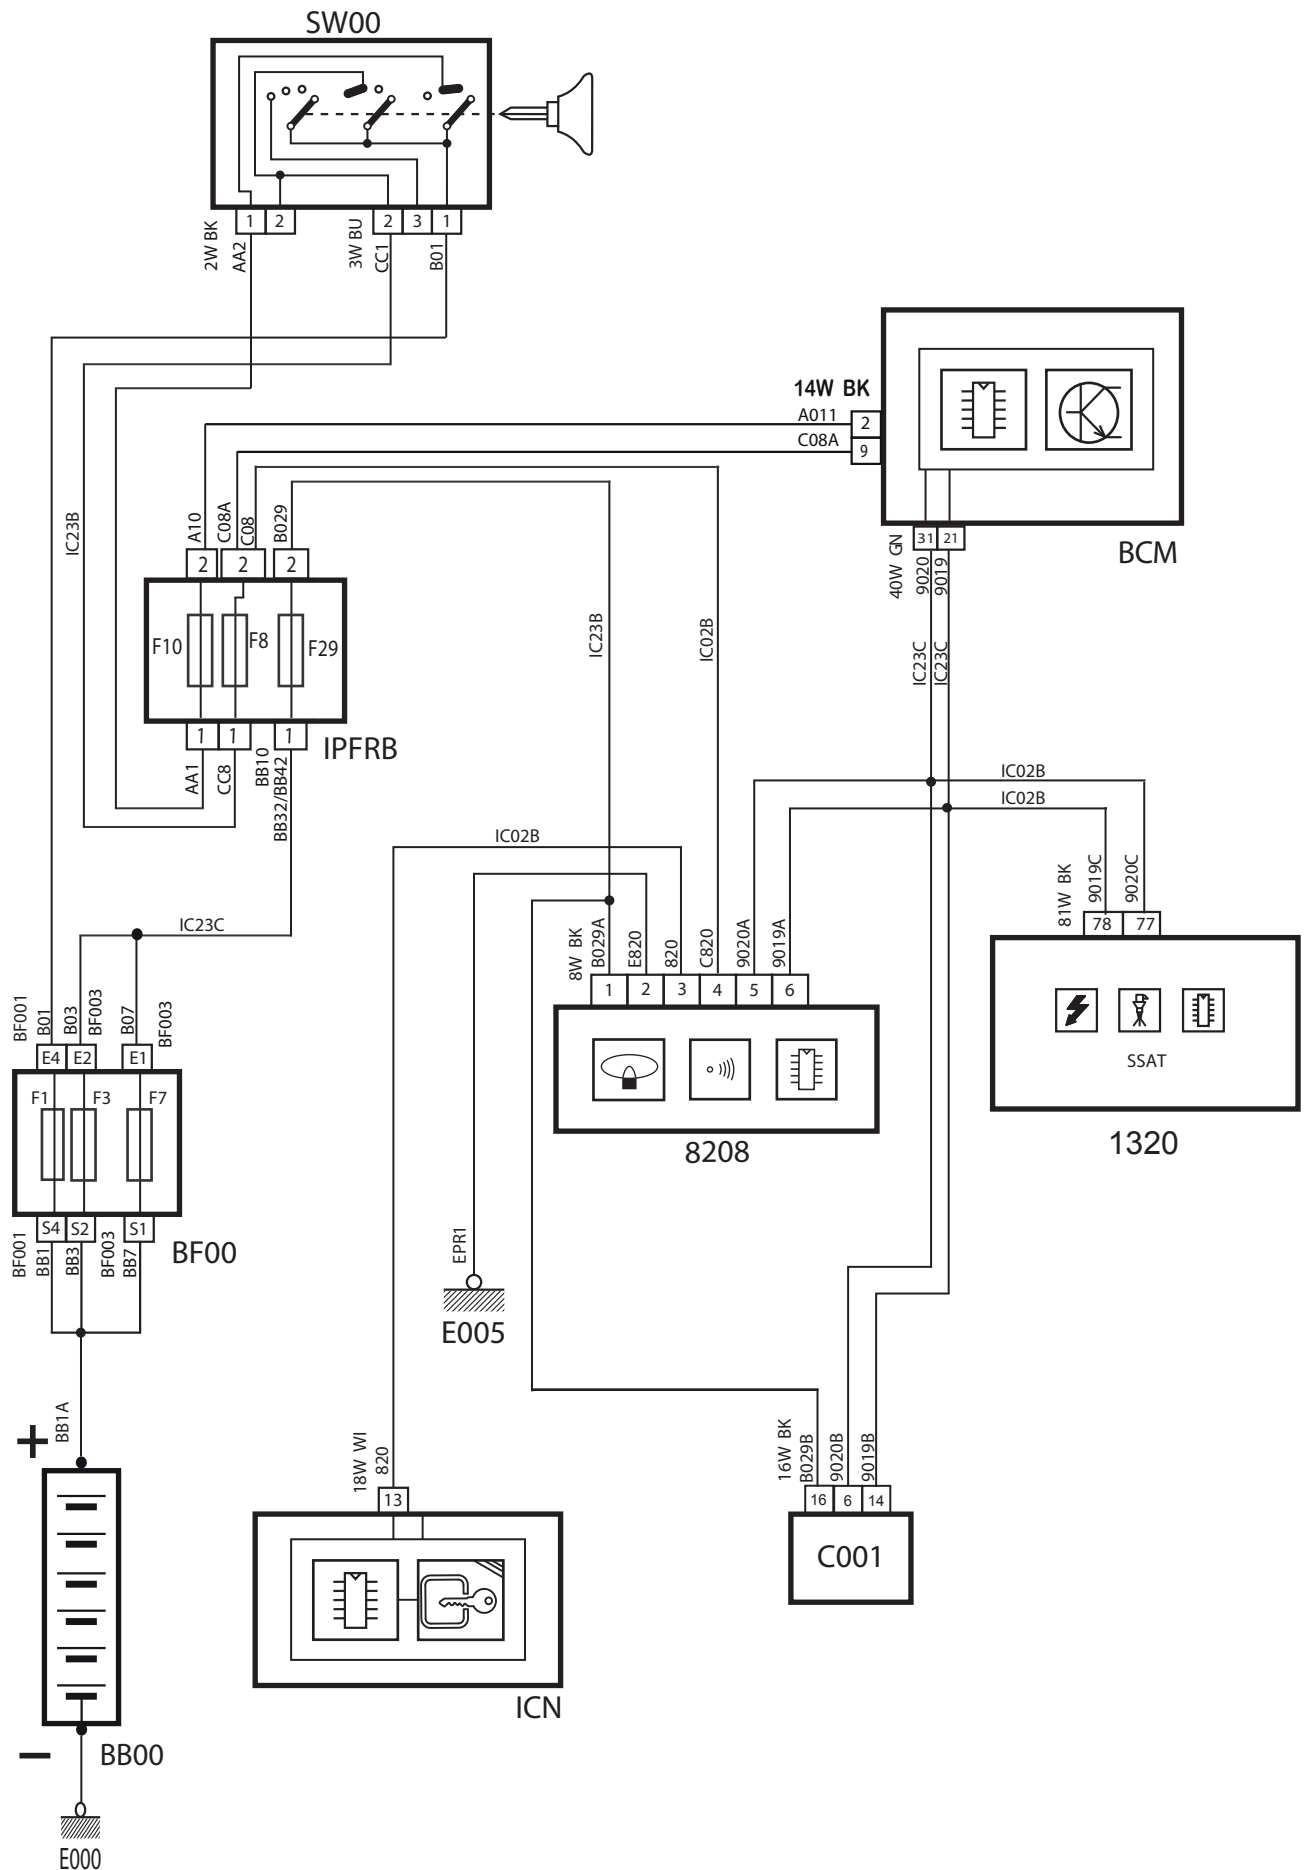 SW00
2W BK
1
2
AA2
3W BU
2
3
1
CC1
B01
14W BK
A011
2
C08A
9
BCM
40W GN
31
21
9020
9019
IC23B
A10
C08A
C08
B029
2
2
2
F10
F8
F29
1
1
1
IPFRB
AA1
CC8
BB10
BB32/BB42
IC23B
IC02B
IC23C
IC23C
IC02B
IC02B
IC02B
81W BK
9019C
9020C
78
77
SSAT
1320
8W BK
B029A
E820
820
C820
9020A
9019A
1
2
3
4
5
6
8208
IC23C
BF001
B01
B03
BF003
B07
BF003
E4
E2
E1
F1
F3
F7
S4
S2
S1
BF001
BB1
BB3
BF003
BB7
BF00
EPR1
E005
BB1A
+
–
BB00
E000
18W WI
820
13
ICN
16W BK
B029B
9020B
9019B
16
6
14
C001